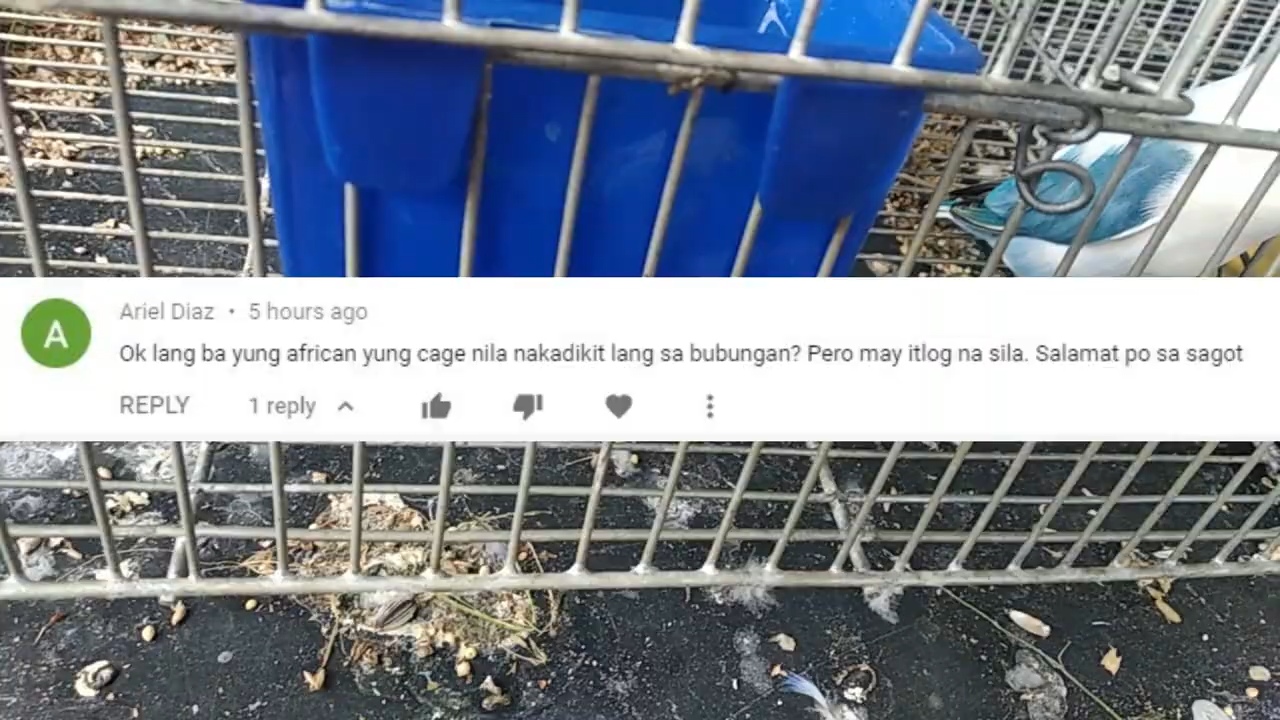 A
Ariel Diaz • 5 hours ago
Ok lang ba yung african yung cage nila nakadikit lang sa bubungan? Pero may itlog na sila. Salamat po sa sagot
REPLY 1 reply